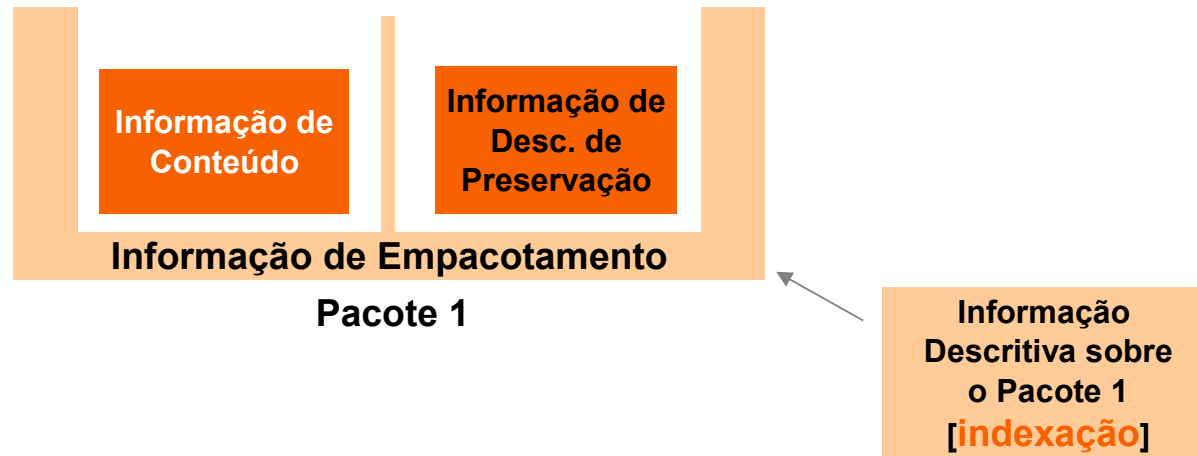 Informação de
Conteúdo
Informação de
Desc. de
Preservação
Informação de Empacotamento
Pacote 1
Informação
Descritiva sobre
o Pacote 1
[indexação]